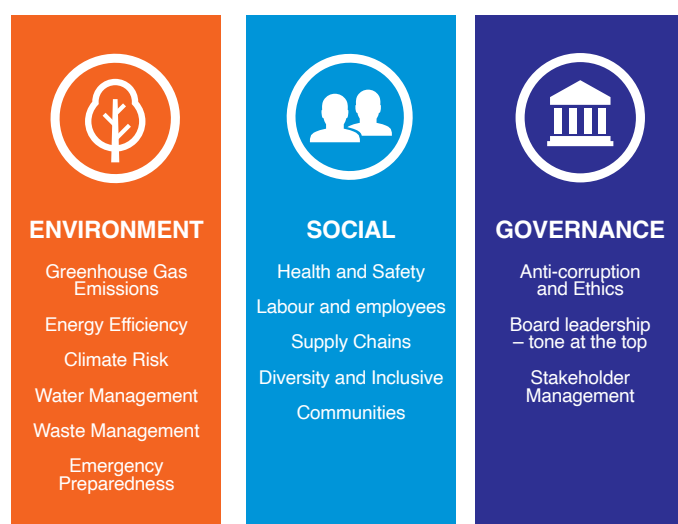 ENVIRONMENT
Greenhouse Gas
Emissions
Energy Efficiency
Climate Risk
Water Management
Waste Management
Emergency
Preparedness
SOCIAL
Health and Safety
Labour and employees
Supply Chains
Diversity and Inclusive
Communities
GOVERNANCE
Anti-corruption
and Ethics
Board leadership
– tone at the top
Stakeholder
Management